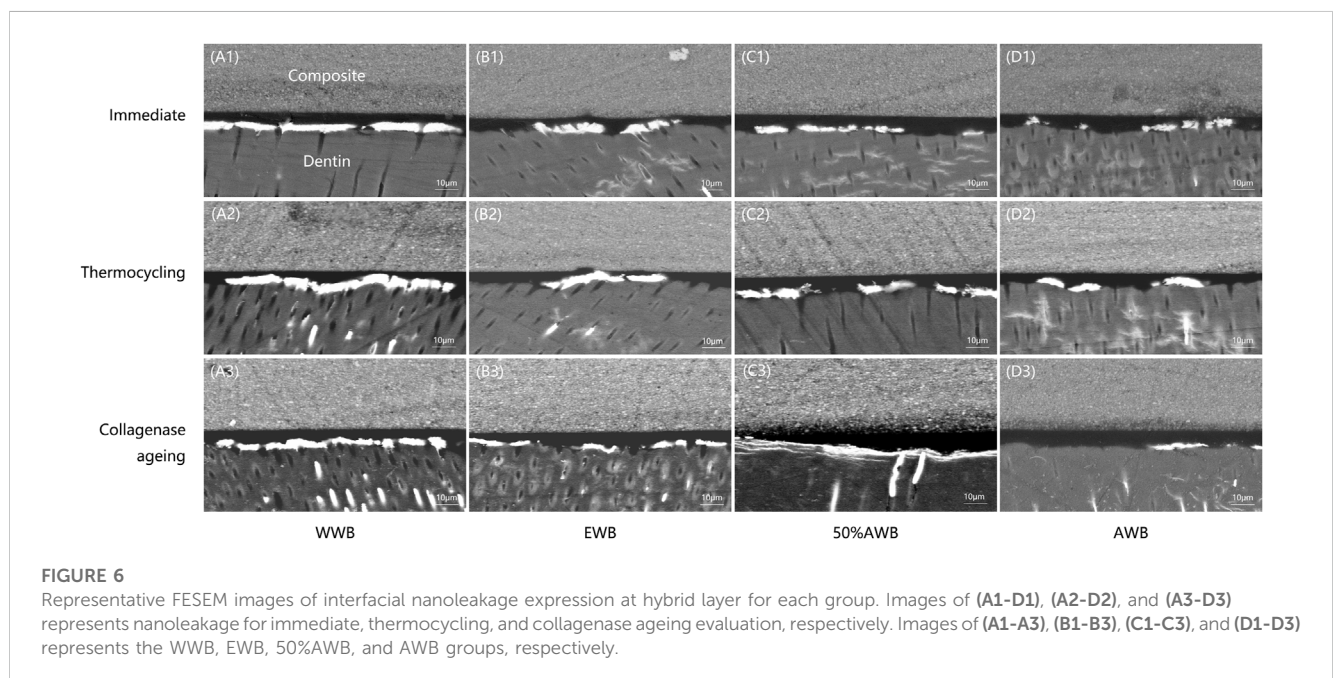 (A1)
(B1)
(C1)
(D1)
Composite
Immediate
Dentin
10μm
10μm
10μm
10μm
(A2)
(B2)
(C2)
(D2)
Thermocycling
10μm
10μm
10μm
10μm
(A3)
(B3)
(C3)
(D3)
Collagenase
ageing
10μm
10μm
10μm
10μm
WWB
EWB
50%AWB
AWB
FIGURE 6
Representative FESEM images of interfacial nanoleakage expression at hybrid layer for each group. Images of (A1-D1), (A2-D2), and (A3-D3)
represents nanoleakage for immediate, thermocycling, and collagenase ageing evaluation, respectively. Images of (A1-A3), (B1-B3), (C1-C3), and (D1-D3)
represents the WWB, EWB, 50%AWB, and AWB groups, respectively.